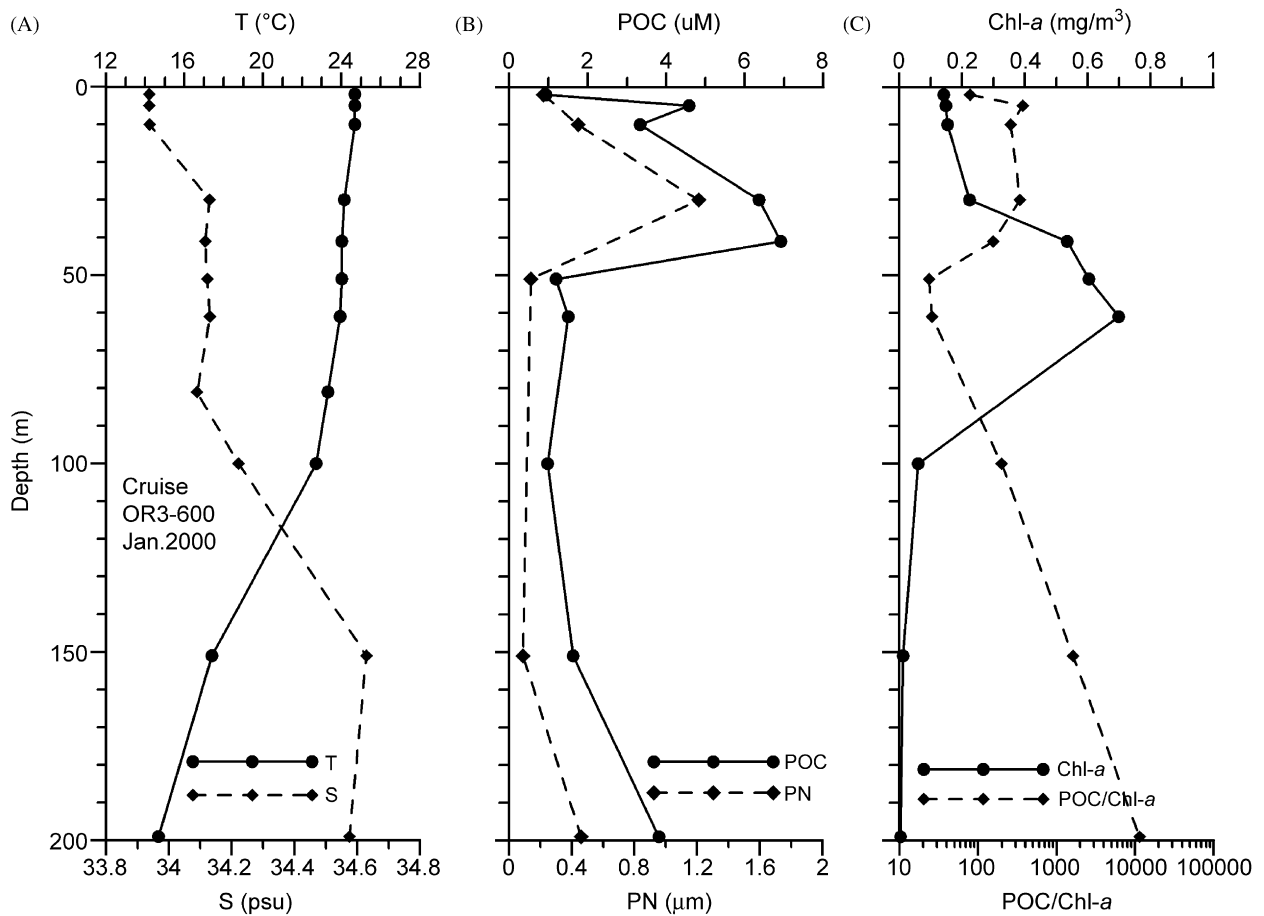 (A)
T (°C)
12 16 20 24 28
0
50
100
150
200
Depth (m)
Cruise
OR3-600
Jan.2000
T
S
33.8 34 34.2 34.4 34.6 34.8
S (psu)
(B)
POC (uM)
0 2 4 6 8
POC
PN
0 0.4 0.8 1.2 1.6 2
PN (μm)
(C)
Chl-a (mg/m³)
0 0.2 0.4 0.6 0.8 1
Chl-a
POC/Chl-a
10 100 1000 10000 100000
POC/Chl-a